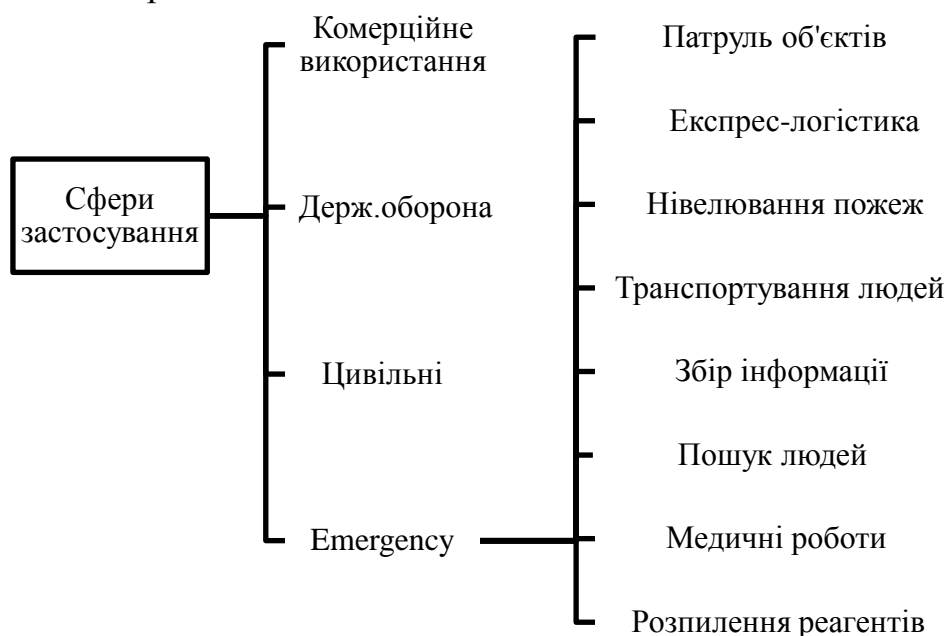 Сфери
застосування
Комерційне
використання
Держ.оборона
Цивільні
Emergency
Патруль об'єктів
Експрес-логістика
Нівелювання пожеж
Транспортування людей
Збір інформації
Пошук людей
Медичні роботи
Розпилення реагентів